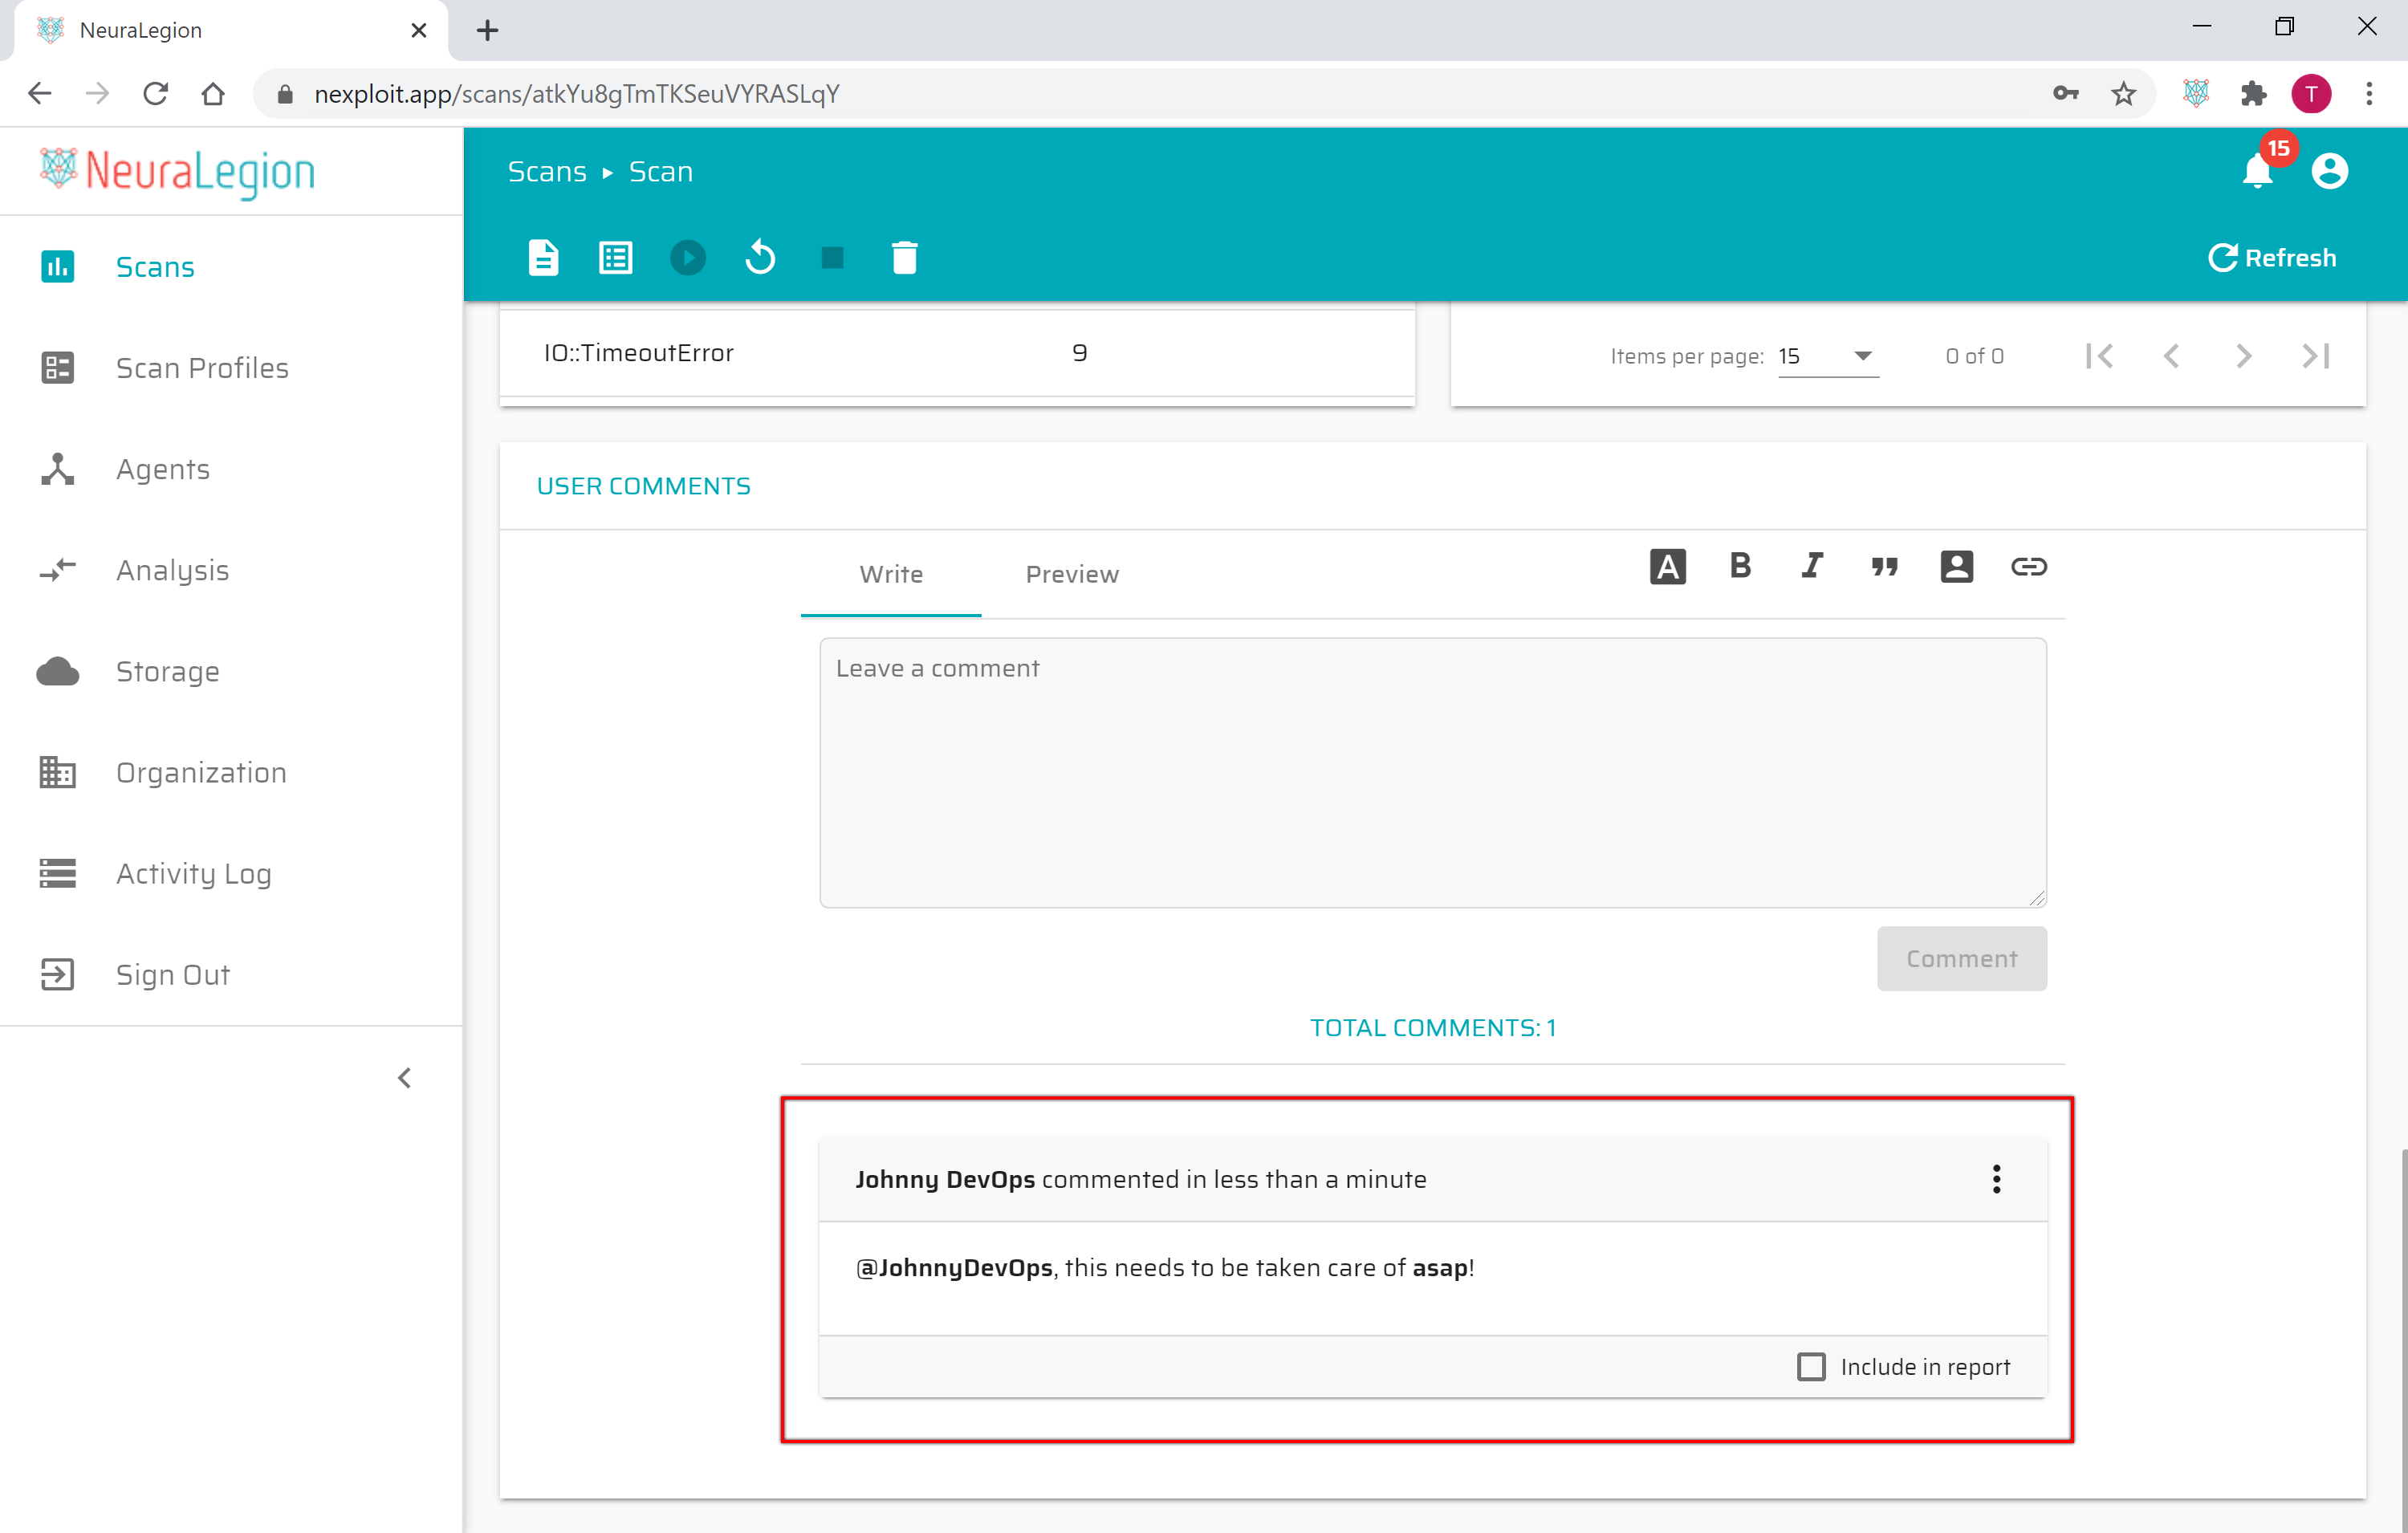 NeuraLegion
nexploit.app/scans/atkYu8gTmTKSeuVYRASLqY
T
NeuraLegion
Scans ▸ Scan
15
Refresh
Scans
Scan Profiles
Agents
Analysis
Storage
Organization
Activity Log
Sign Out
IO::TimeoutError 9
Items per page: 15 0 of 0
USER COMMENTS
Write Preview
Leave a comment
Comment
TOTAL COMMENTS: 1
Johnny DevOps commented in less than a minute
@JohnnyDevOps, this needs to be taken care of asap!
Include in report